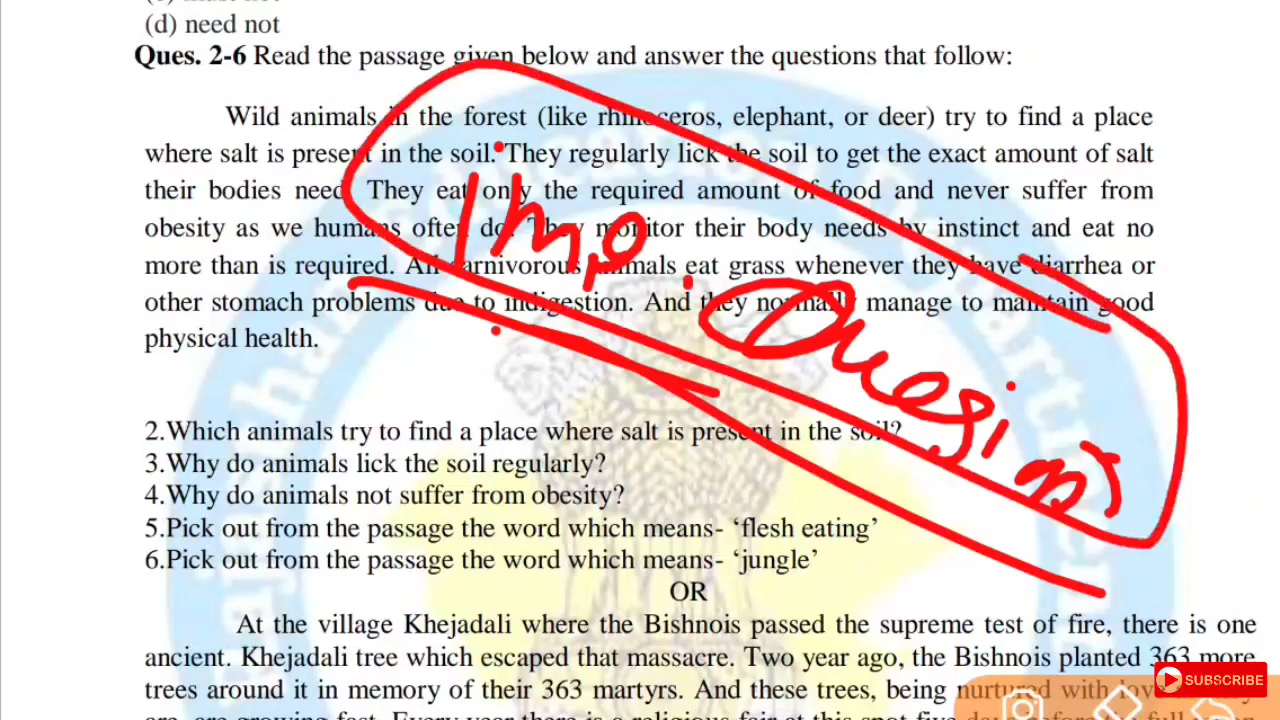 (d) need not
Ques. 2-6 Read the passage given below and answer the questions that follow:
Wild animals in the forest (like rhinoceros, elephant, or deer) try to find a place
where salt is present in the soil. They regularly lick the soil to get the exact amount of salt
their bodies need. They eat only the required amount of food and never suffer from
obesity as we humans often do. They monitor their body needs by instinct and eat no
more than is required. All carnivorous animals eat grass whenever they have diarrhea or
other stomach problems due to indigestion. And they normally manage to maintain good
physical health.
Imp. Quesi
2.Which animals try to find a place where salt is present in the soil?
3.Why do animals lick the soil regularly?
4.Why do animals not suffer from obesity?
5.Pick out from the passage the word which means- ‘flesh eating’
6.Pick out from the passage the word which means- ‘jungle’
OR
At the village Khejadali where the Bishnois passed the supreme test of fire, there is one
ancient. Khejadali tree which escaped that massacre. Two year ago, the Bishnois planted 363 more
trees around it in memory of their 363 martyrs. And these trees, being nurtured with
SUBSCRIBE